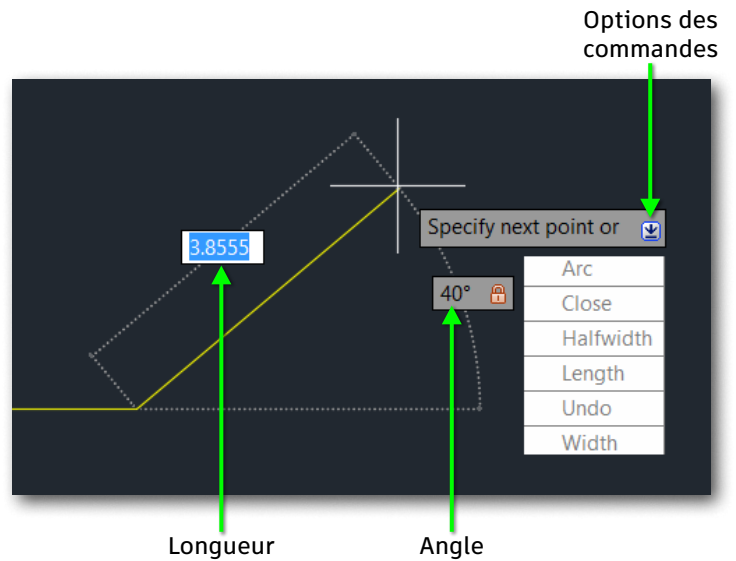 Options des
commandes
Specify next point or
3.8555
Arc
40°
Close
Halfwidth
Length
Undo
Width
Longueur
Angle